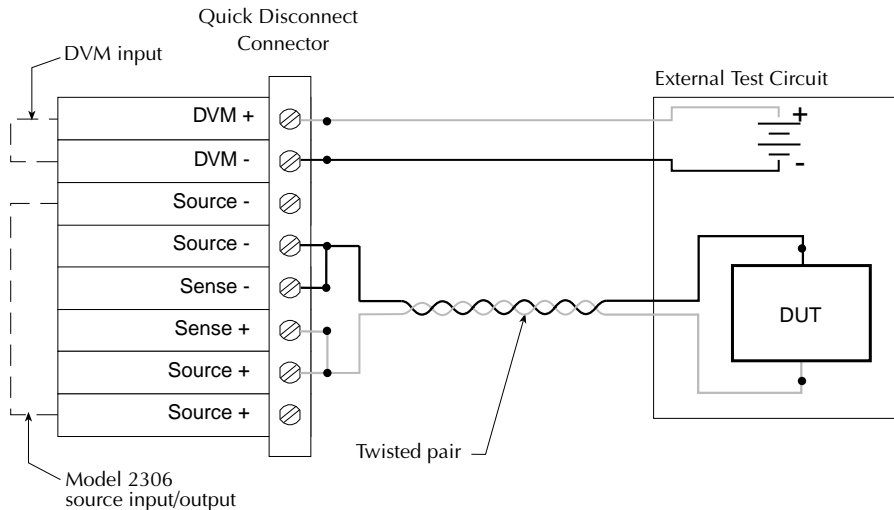 Quick Disconnect
Connector
DVM input
External Test Circuit
DVM +
DVM -
Source -
Source -
Sense -
Sense +
Source +
Source +
+
-
DUT
Twisted pair
Model 2306
source input/output